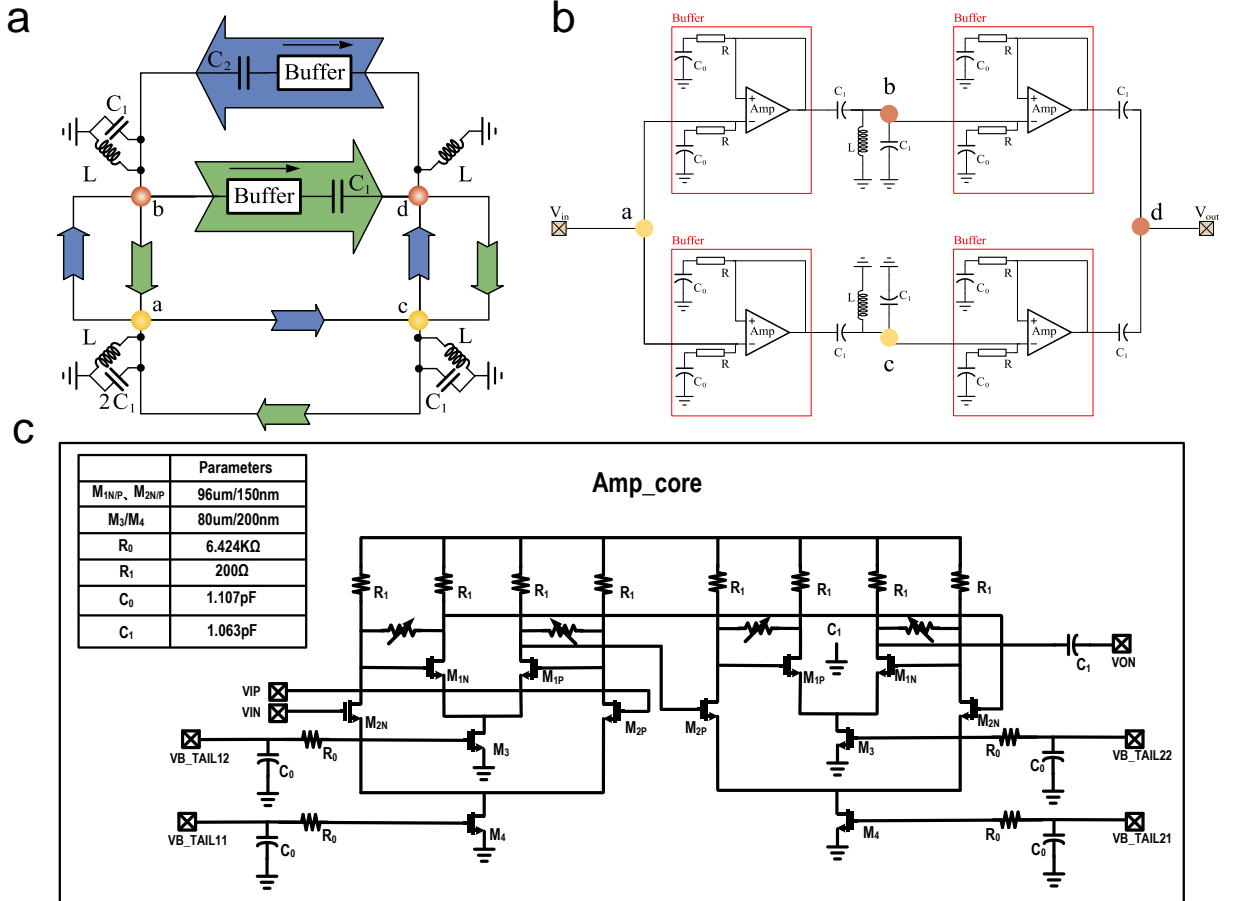 a
C2
Buffer
C1
L
L
Buffer
C1
b
d
a
c
L
L
2C1
C1
b
Buffer
Buffer
R
R
C0
C0
+
Amp
−
C1
b
+
Amp
−
C1
R
L
C1
R
C0
C0
Vin
a
d
Vout
Buffer
Buffer
R
R
C0
C0
L
C1
+
Amp
−
+
Amp
−
R
C1
c
R
C1
C0
C0
c
Parameters
M1N/P、M2N/P 96um/150nm
M3/M4 80um/200nm
R0 6.424KΩ
R1 200Ω
C0 1.107pF
C1 1.063pF
Amp_core
R1 R1 R1 R1 R1 R1 R1 R1
C1
M1N M1P M1P M1N
C1 VON
VIP
VIN
M2N M2P M2P M2N
VB_TAIL12 C0 R0 M3 M3 R0 C0 VB_TAIL22
VB_TAIL11 C0 R0 M4 M4 R0 C0 VB_TAIL21